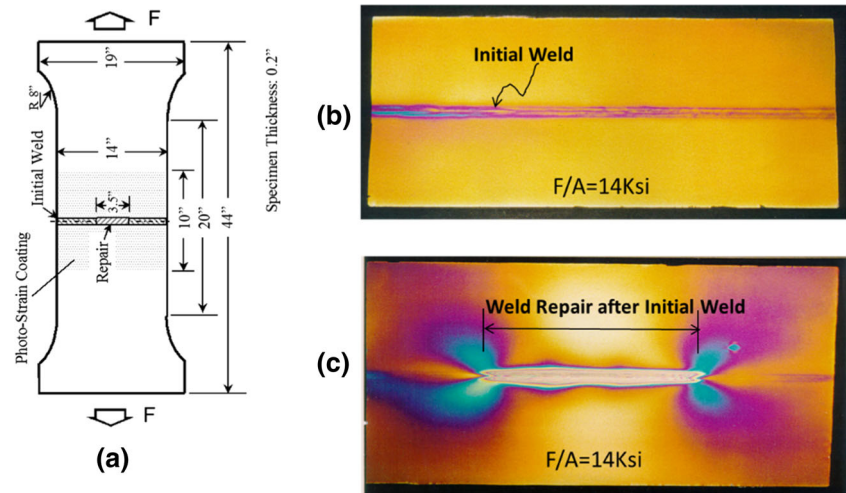 F
19”
R 8”
14”
Initial Weld
3.5”
Repair
10”
20”
44”
Specimen Thickness: 0.2”
Photo-Strain Coating
F
(a)
(b)
Initial Weld
F/A=14Ksi
(c)
Weld Repair after Initial Weld
F/A=14Ksi